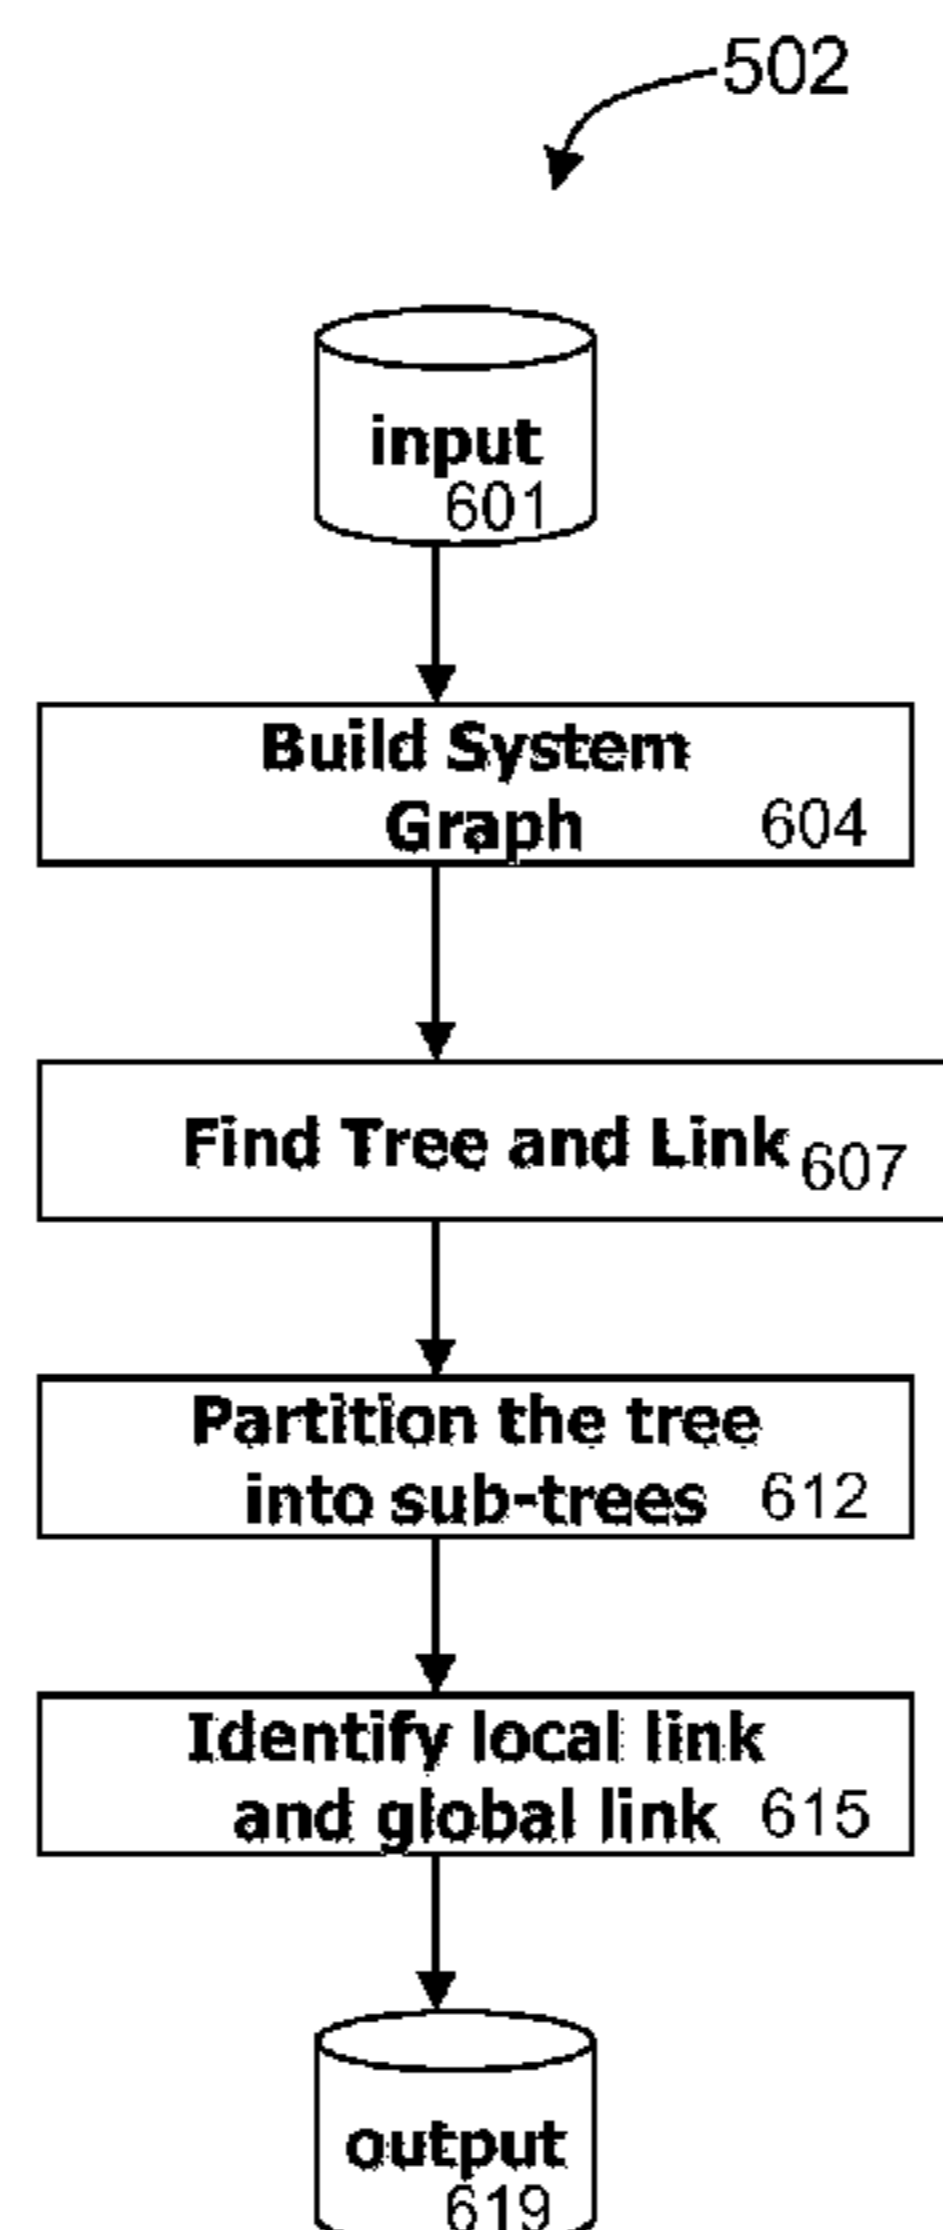 502
input
601
Build System
Graph 604
Find Tree and Link 607
Partition the tree
into sub-trees 612
Identify local link
and global link 615
output
619